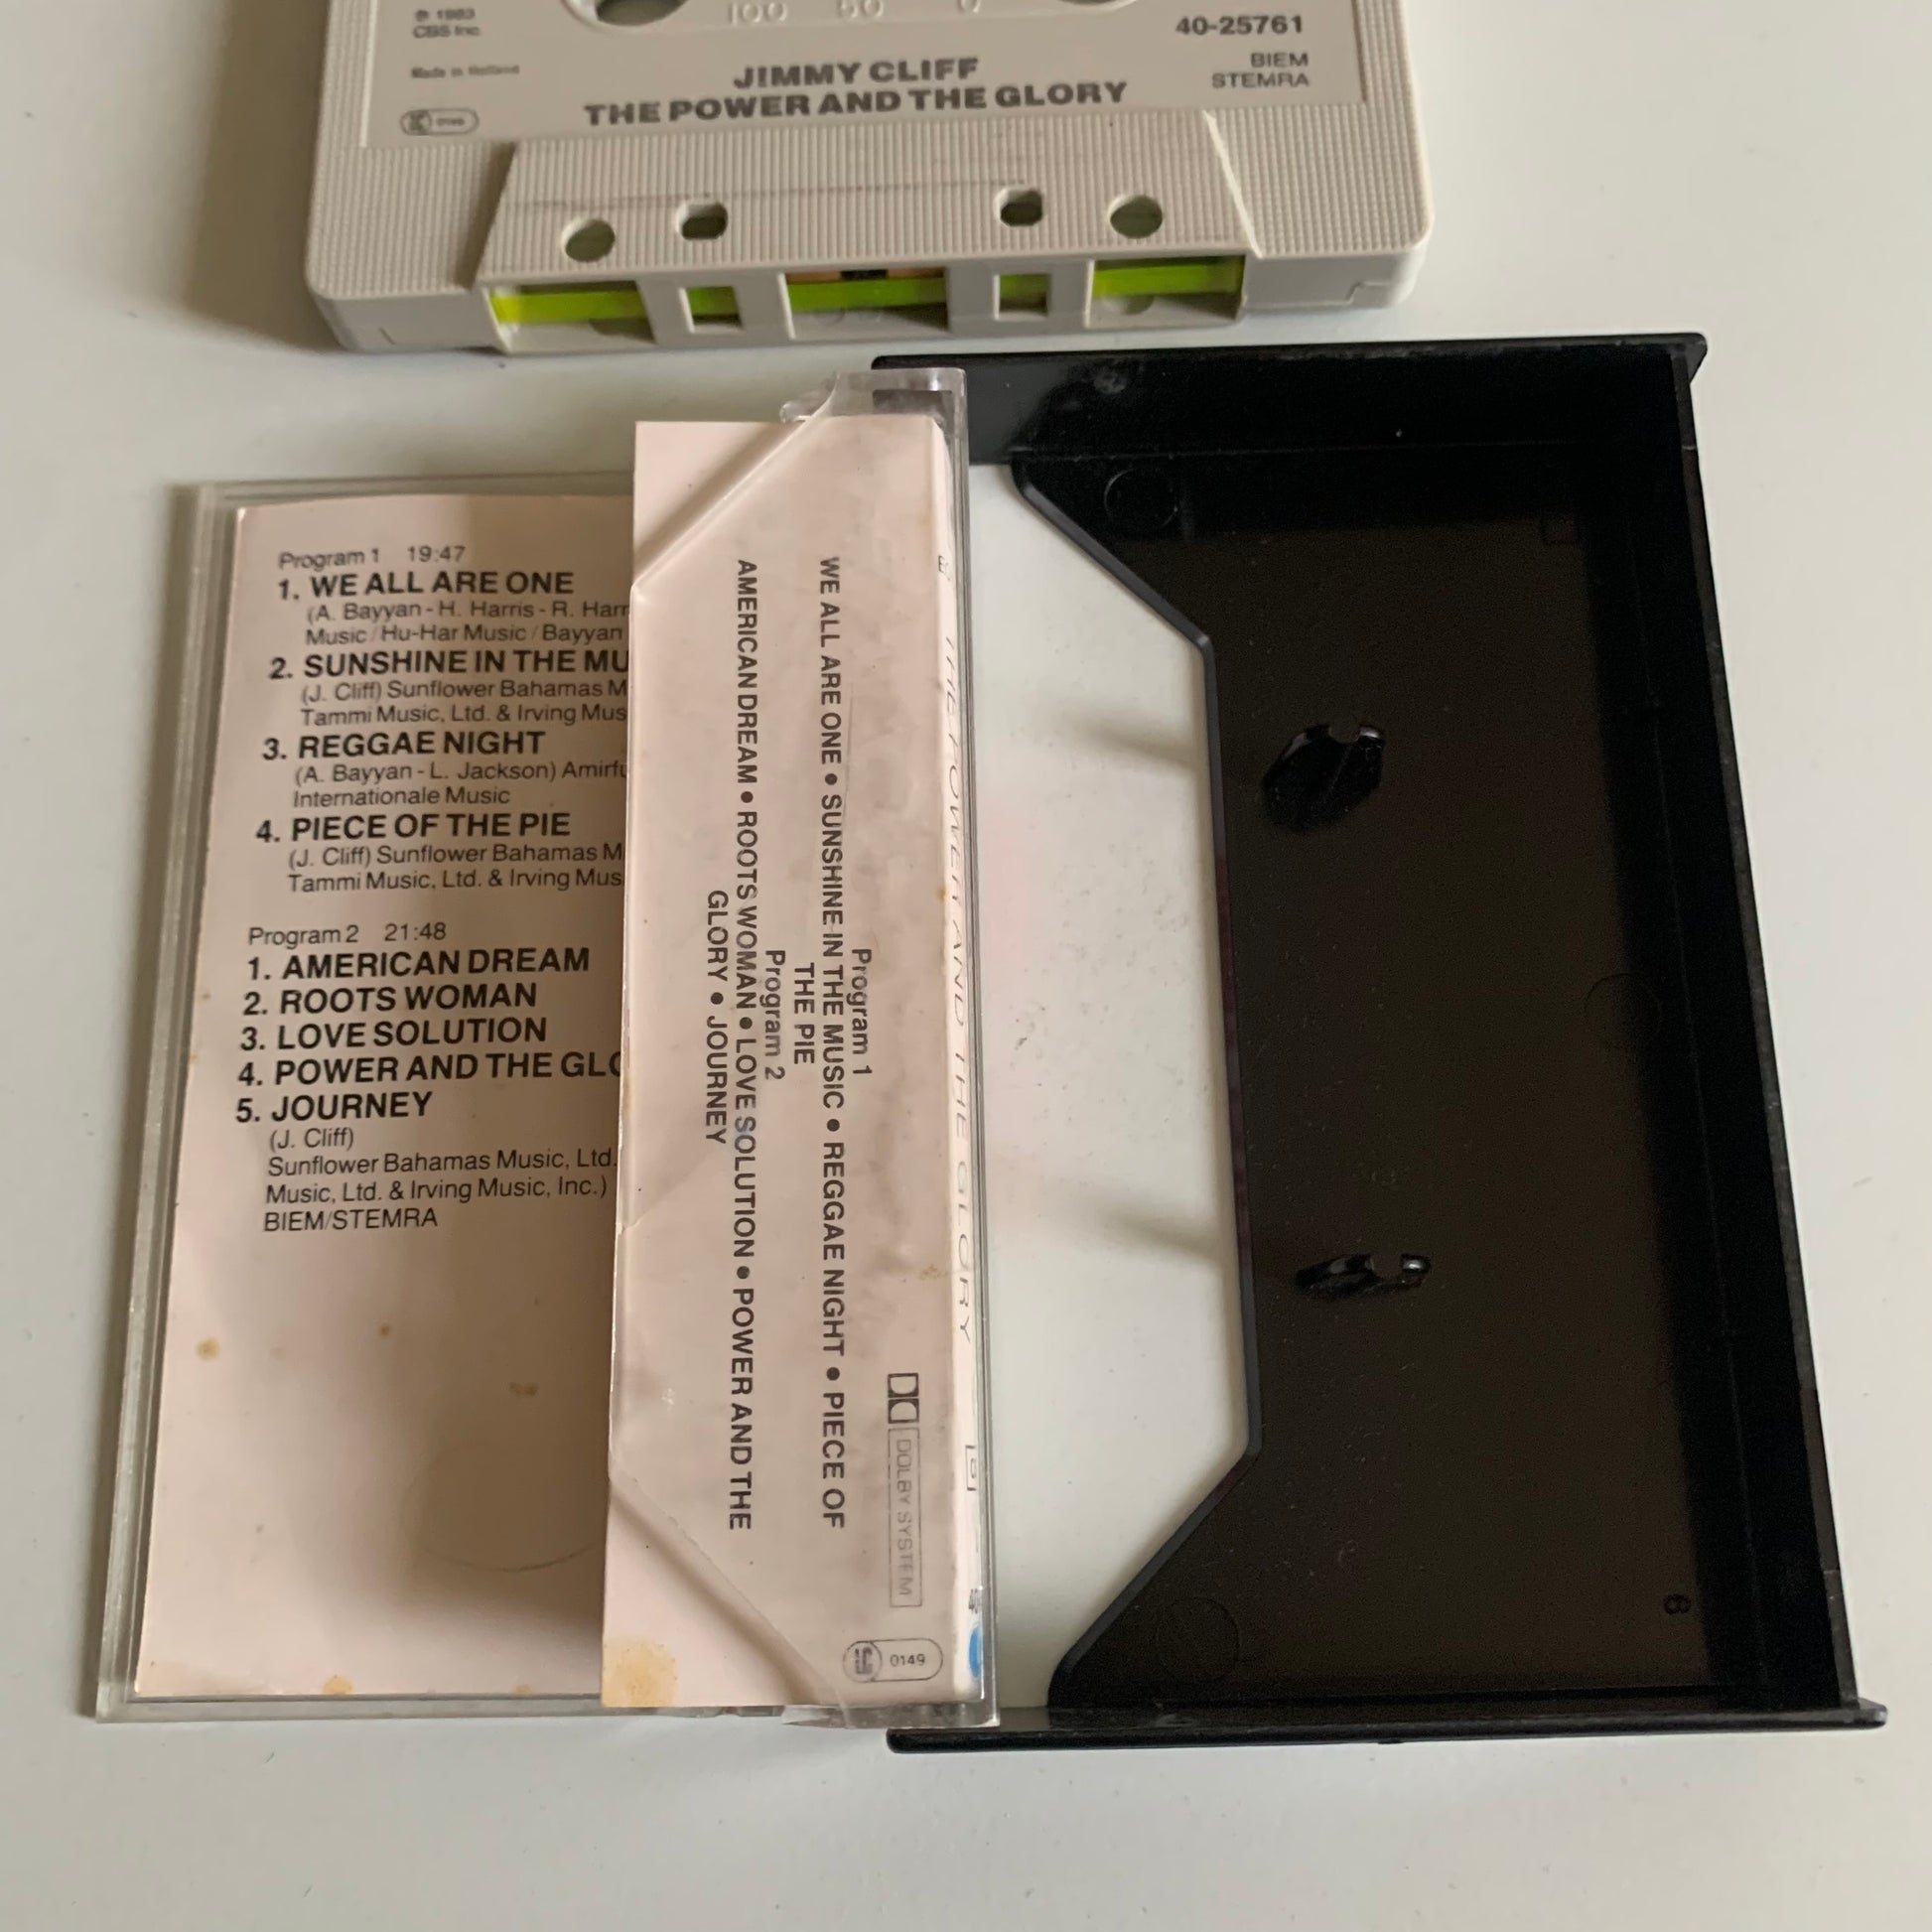 ℗ 1983
CBS Inc.
Made in Holland
100 50 0
40-25761
BIEM
STEMRA
JIMMY CLIFF
THE POWER AND THE GLORY
Program 1 19:47
1. WE ALL ARE ONE
(A. Bayyan - H. Harris - R. Harr
Music / Hu-Har Music / Bayyan
2. SUNSHINE IN THE MU
(J. Cliff) Sunflower Bahamas M
Tammi Music, Ltd. & Irving Mus
3. REGGAE NIGHT
(A. Bayyan - L. Jackson) Amirfu
Internationale Music
4. PIECE OF THE PIE
(J. Cliff) Sunflower Bahamas M
Tammi Music, Ltd. & Irving Mus
Program 2 21:48
1. AMERICAN DREAM
2. ROOTS WOMAN
3. LOVE SOLUTION
4. POWER AND THE GLO
5. JOURNEY
(J. Cliff)
Sunflower Bahamas Music, Ltd.
Music, Ltd. & Irving Music, Inc.)
BIEM/STEMRA
Program 1
WE ALL ARE ONE • SUNSHINE IN THE MUSIC • REGGAE NIGHT • PIECE OF
THE PIE
Program 2
AMERICAN DREAM • ROOTS WOMAN • LOVE SOLUTION • POWER AND THE
GLORY • JOURNEY
DOLBY SYSTEM
0149
THE POWER AND THE GLORY